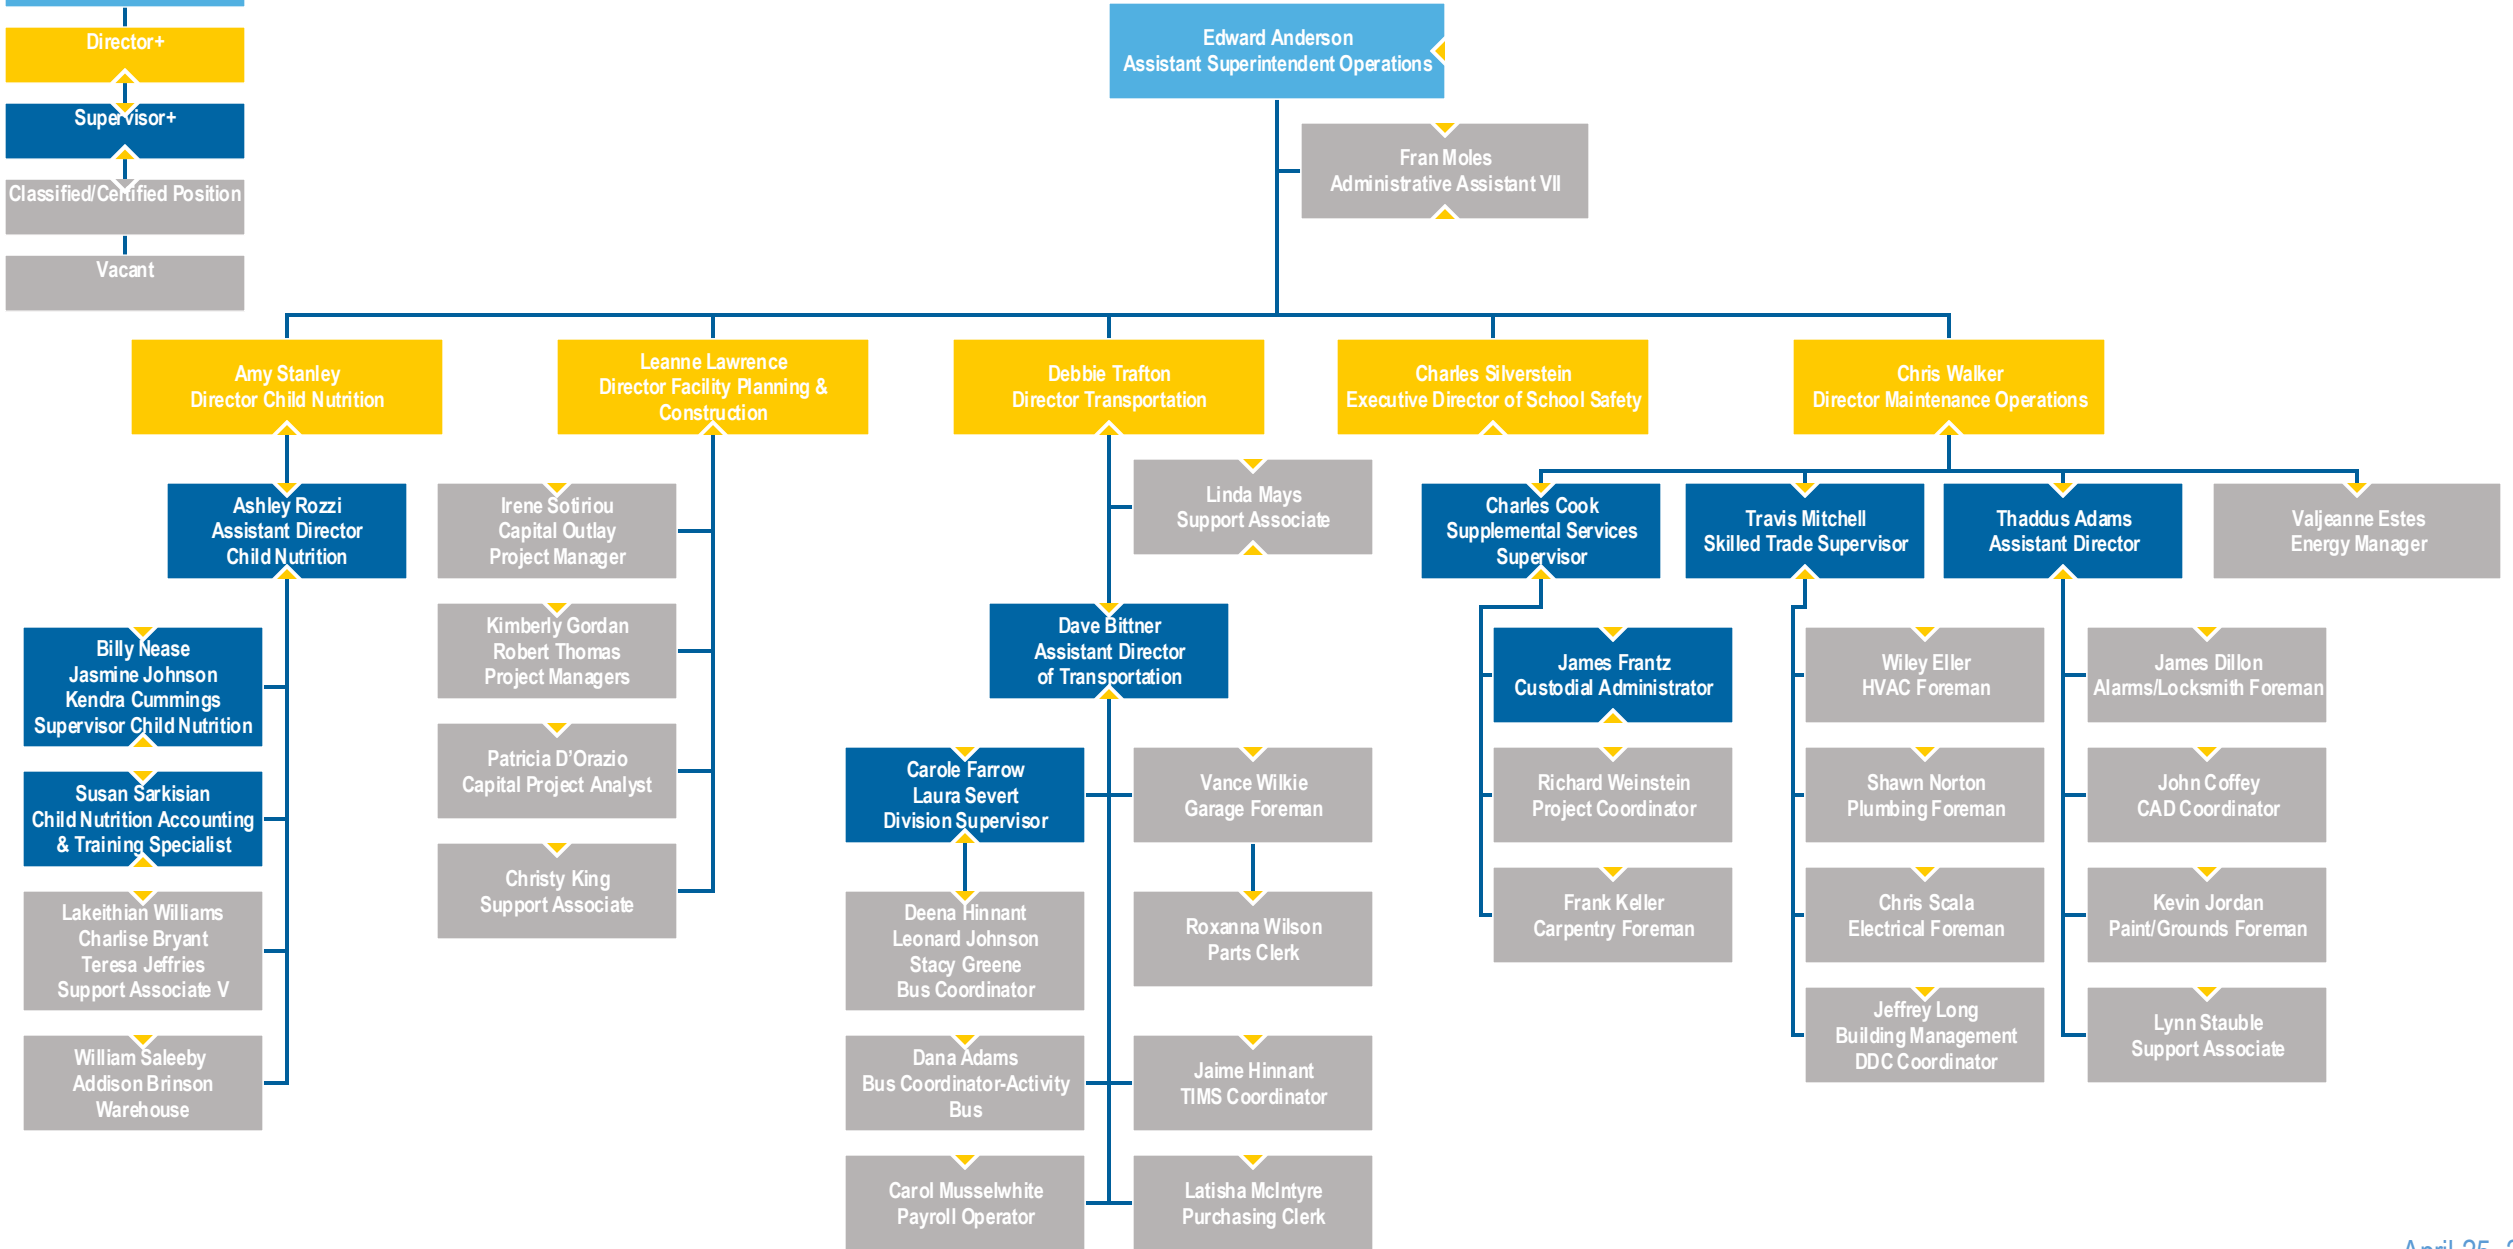 Director+
Supervisor+
Classified/Certified Position
Vacant
Edward Anderson
Assistant Superintendent Operations
Fran Moles
Administrative Assistant VII
Amy Stanley
Director Child Nutrition
Leanne Lawrence
Director Facility Planning &
Construction
Debbie Trafton
Director Transportation
Charles Silverstein
Executive Director of School Safety
Chris Walker
Director Maintenance Operations
Ashley Rozzi
Assistant Director
Child Nutrition
Billy Nease
Jasmine Johnson
Kendra Cummings
Supervisor Child Nutrition
Susan Sarkisian
Child Nutrition Accounting
& Training Specialist
Lakeithian Williams
Charlise Bryant
Teresa Jeffries
Support Associate V
William Saleeby
Addison Brinson
Warehouse
Irene Sotiriou
Capital Outlay
Project Manager
Kimberly Gordan
Robert Thomas
Project Managers
Patricia D’Orazio
Capital Project Analyst
Christy King
Support Associate
Linda Mays
Support Associate
Dave Bittner
Assistant Director
of Transportation
Carole Farrow
Laura Severt
Division Supervisor
Vance Wilkie
Garage Foreman
Deena Hinnant
Leonard Johnson
Stacy Greene
Bus Coordinator
Roxanna Wilson
Parts Clerk
Dana Adams
Bus Coordinator-Activity
Bus
Jaime Hinnant
TIMS Coordinator
Carol Musselwhite
Payroll Operator
Latisha McIntyre
Purchasing Clerk
Charles Cook
Supplemental Services
Supervisor
Travis Mitchell
Skilled Trade Supervisor
Thaddus Adams
Assistant Director
Valjeanne Estes
Energy Manager
James Frantz
Custodial Administrator
Richard Weinstein
Project Coordinator
Frank Keller
Carpentry Foreman
Wiley Eller
HVAC Foreman
Shawn Norton
Plumbing Foreman
Chris Scala
Electrical Foreman
Jeffrey Long
Building Management
DDC Coordinator
James Dillon
Alarms/Locksmith Foreman
John Coffey
CAD Coordinator
Kevin Jordan
Paint/Grounds Foreman
Lynn Stauble
Support Associate
April 25,